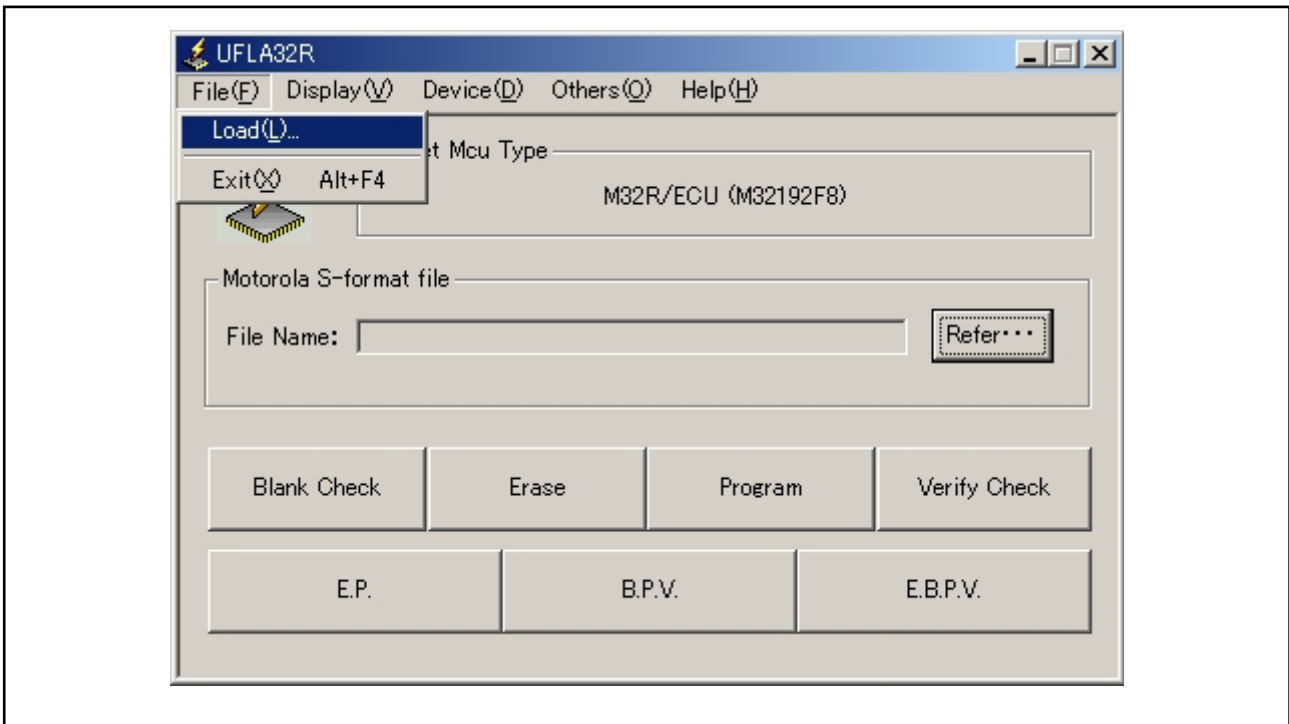 UFLA32R
File(F) Display(V) Device(D) Others(O) Help(H)
Load(L)...
Exit(X) Alt+F4
et Mcu Type
M32R/ECU (M32192F8)
Motorola S-format file
File Name:
Refer・・・
Blank Check Erase Program Verify Check
E.P. B.P.V. E.B.P.V.